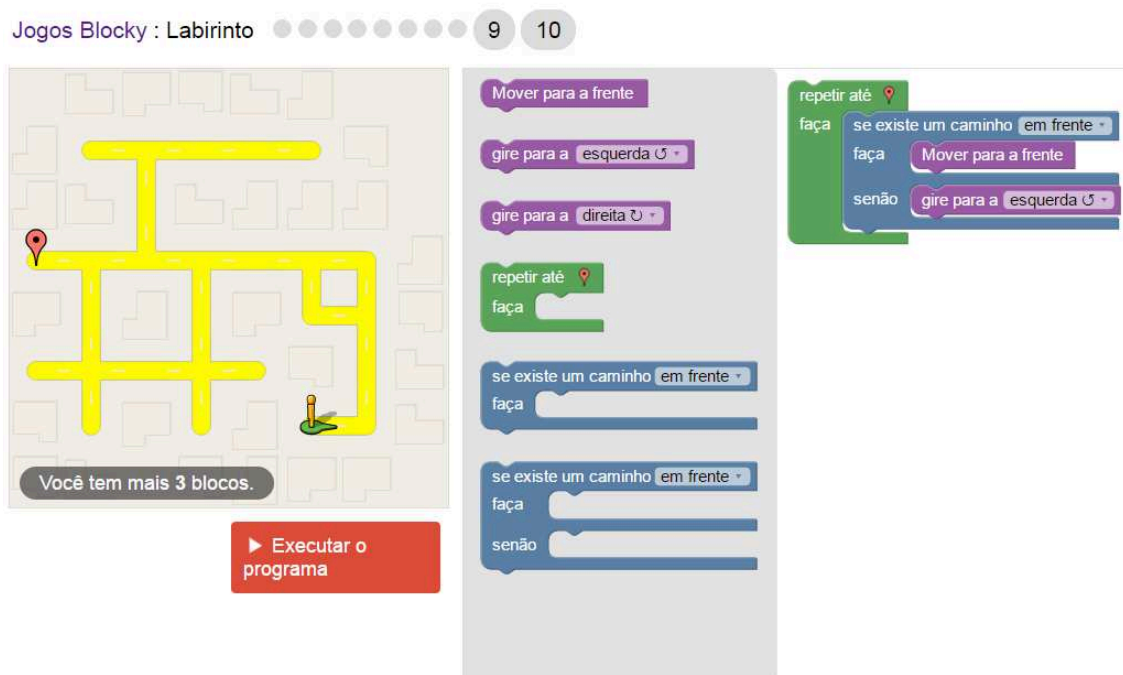 Jogos Blocky : Labirinto 9 10
Você tem mais 3 blocos.
Executar o
programa
Mover para a frente
gire para a esquerda ↺
gire para a direita ↻
repetir até
faça
se existe um caminho em frente
faça
se existe um caminho em frente
faça
senão
repetir até
faça se existe um caminho em frente
faça Mover para a frente
senão gire para a esquerda ↺